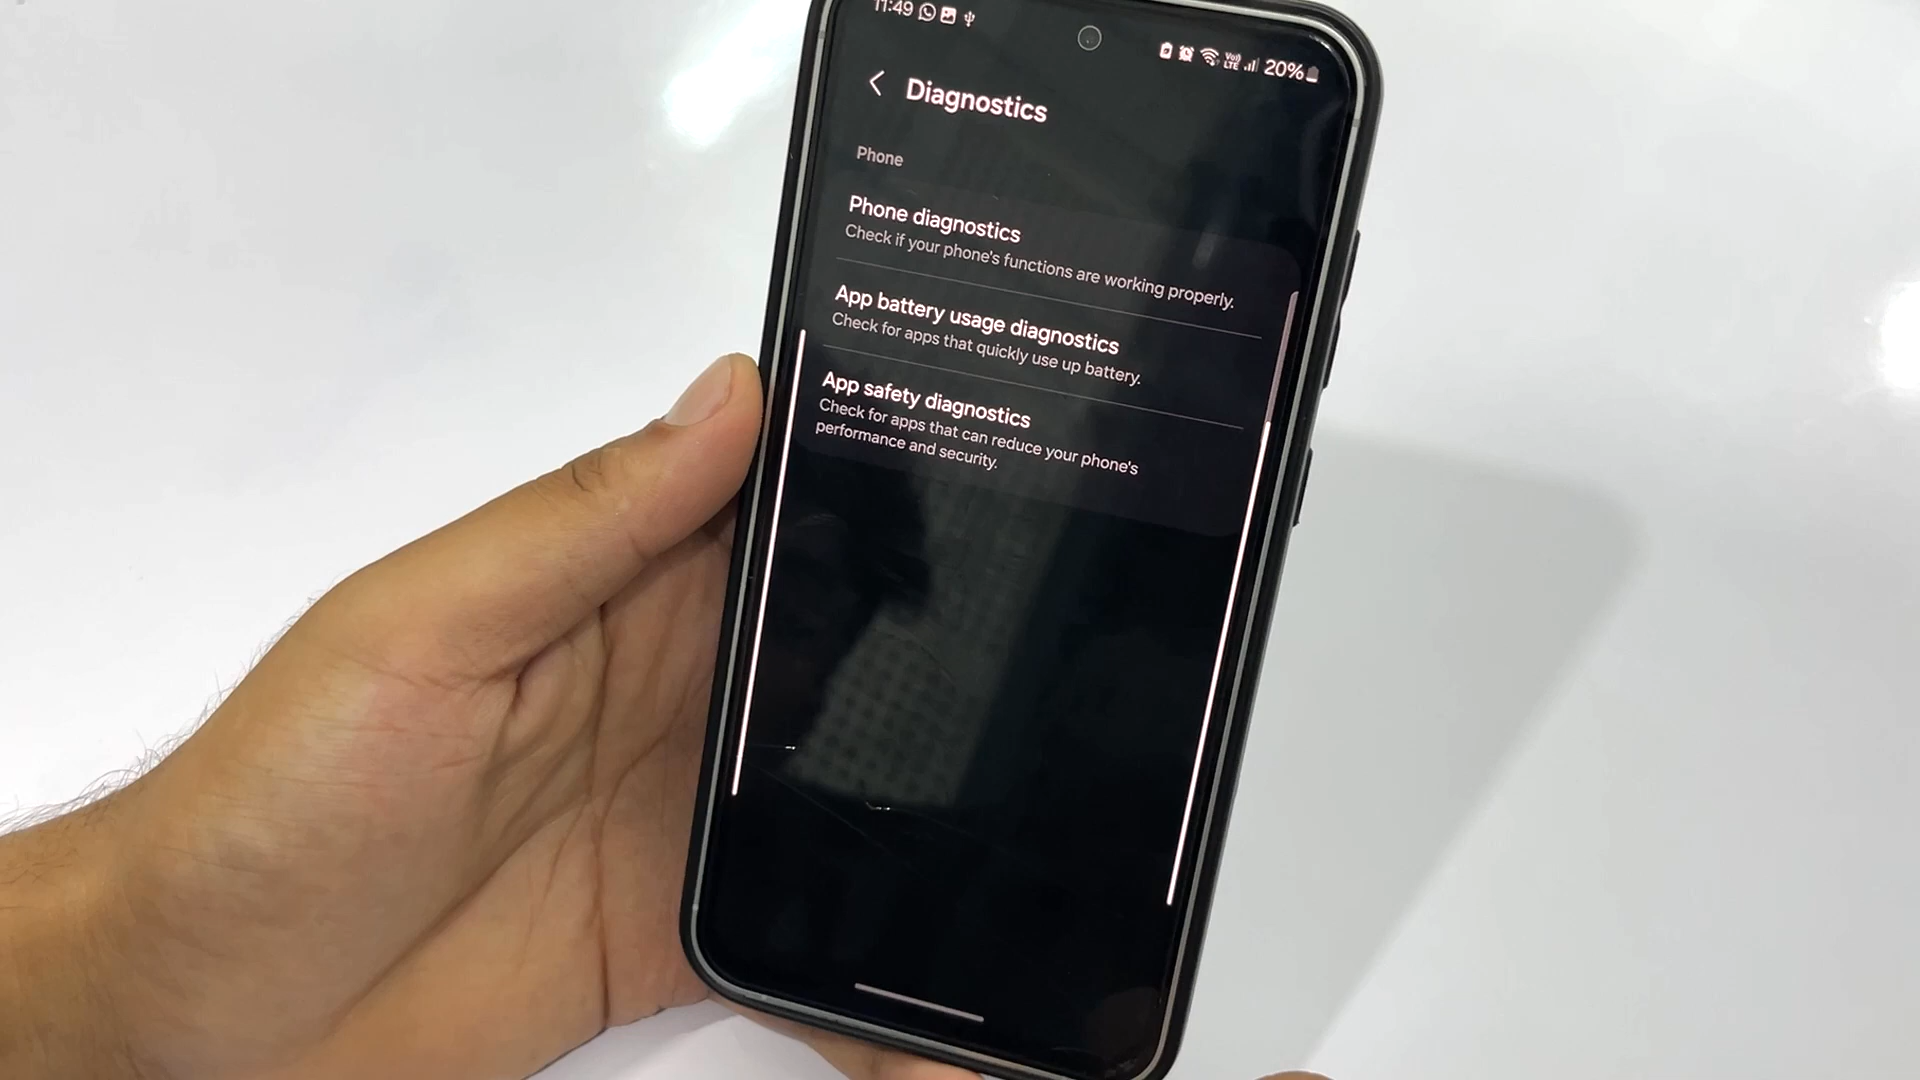 11:49
Vo)) LTE 20%
Diagnostics
Phone
Phone diagnostics
Check if your phone's functions are working properly.
App battery usage diagnostics
Check for apps that quickly use up battery.
App safety diagnostics
Check for apps that can reduce your phone's
performance and security.